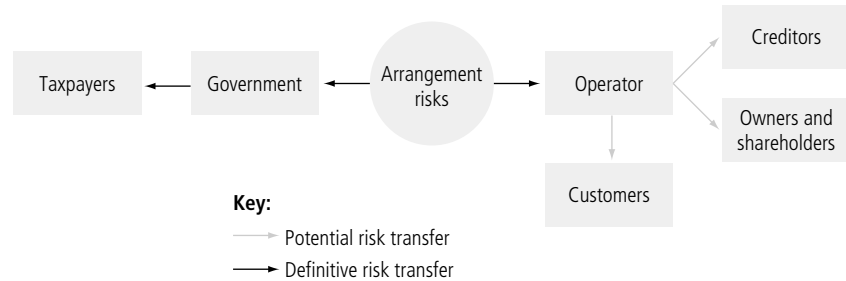 Creditors
Taxpayers
Government
Arrangement
risks
Operator
Owners and
shareholders
Customers
Key:
Potential risk transfer
Definitive risk transfer